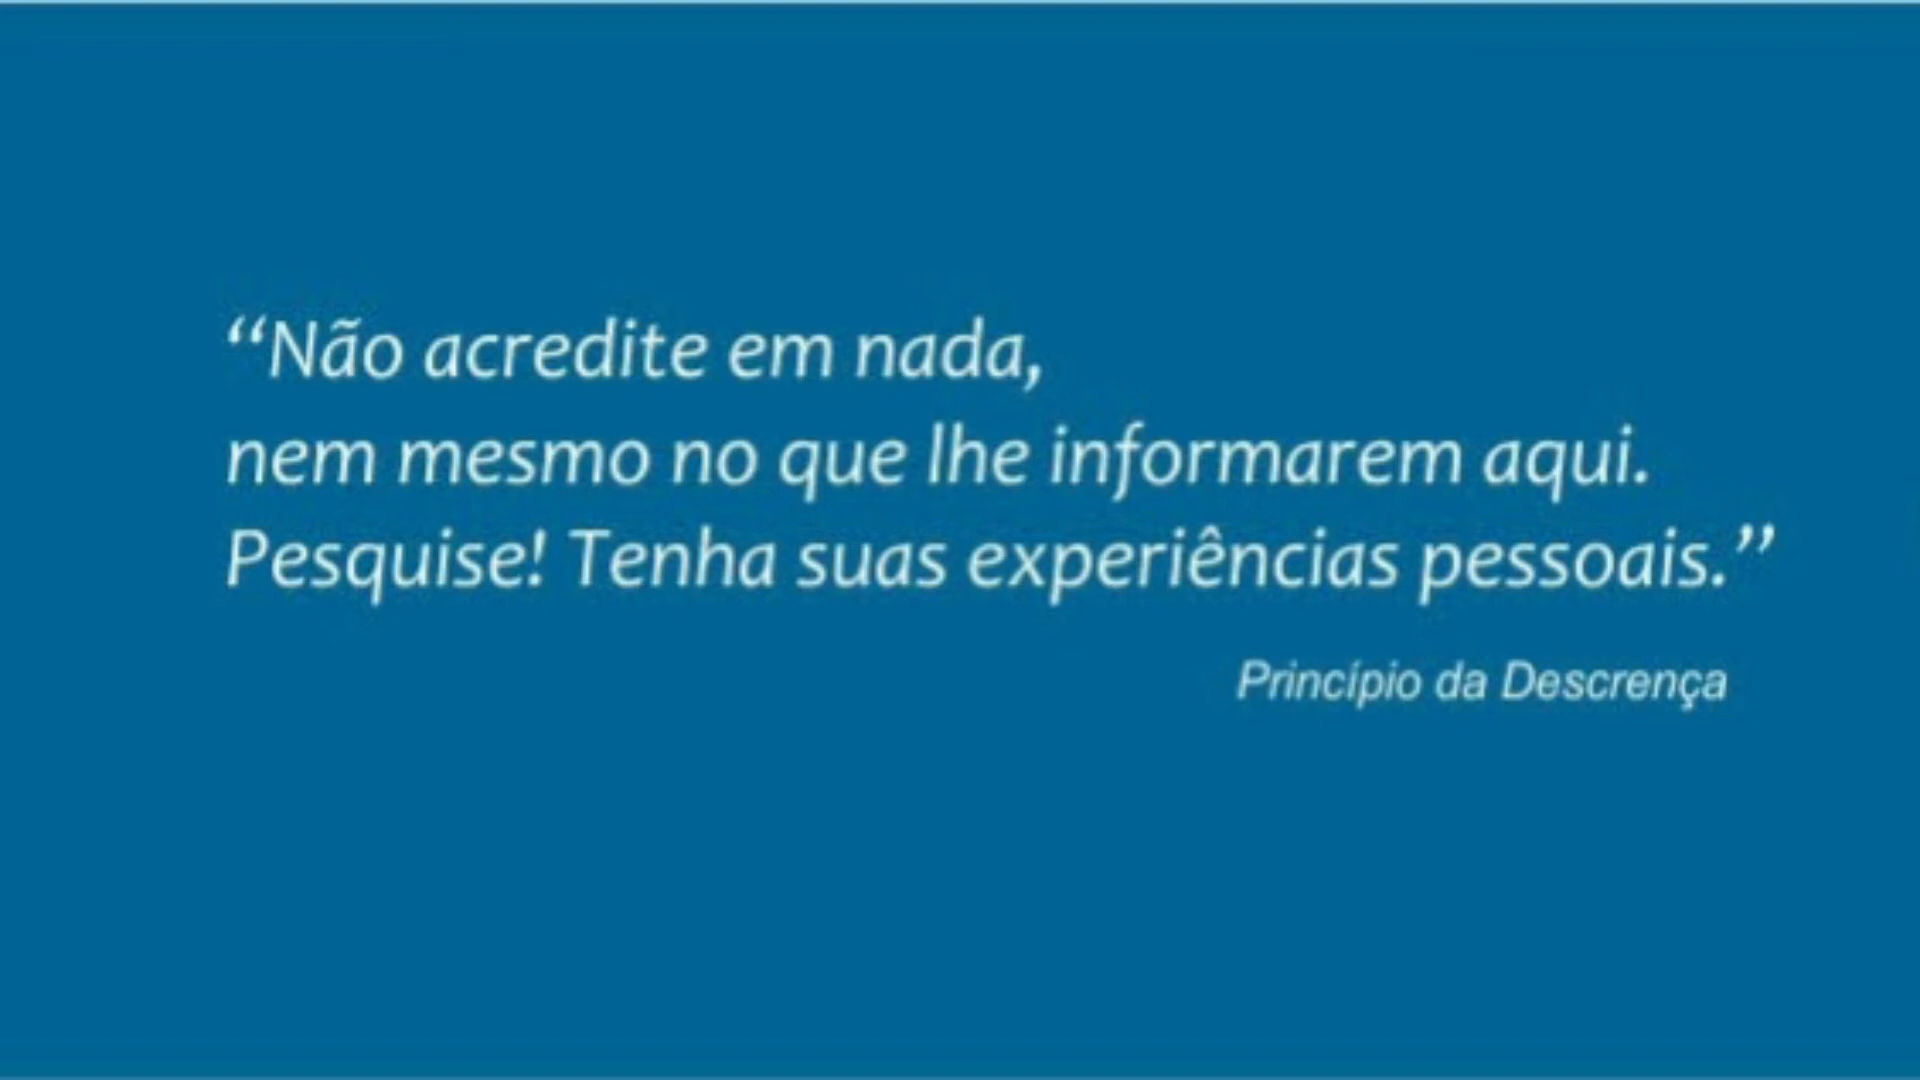 “Não acredite em nada,
nem mesmo no que lhe informarem aqui.
Pesquise! Tenha suas experiências pessoais.”
Princípio da Descrença